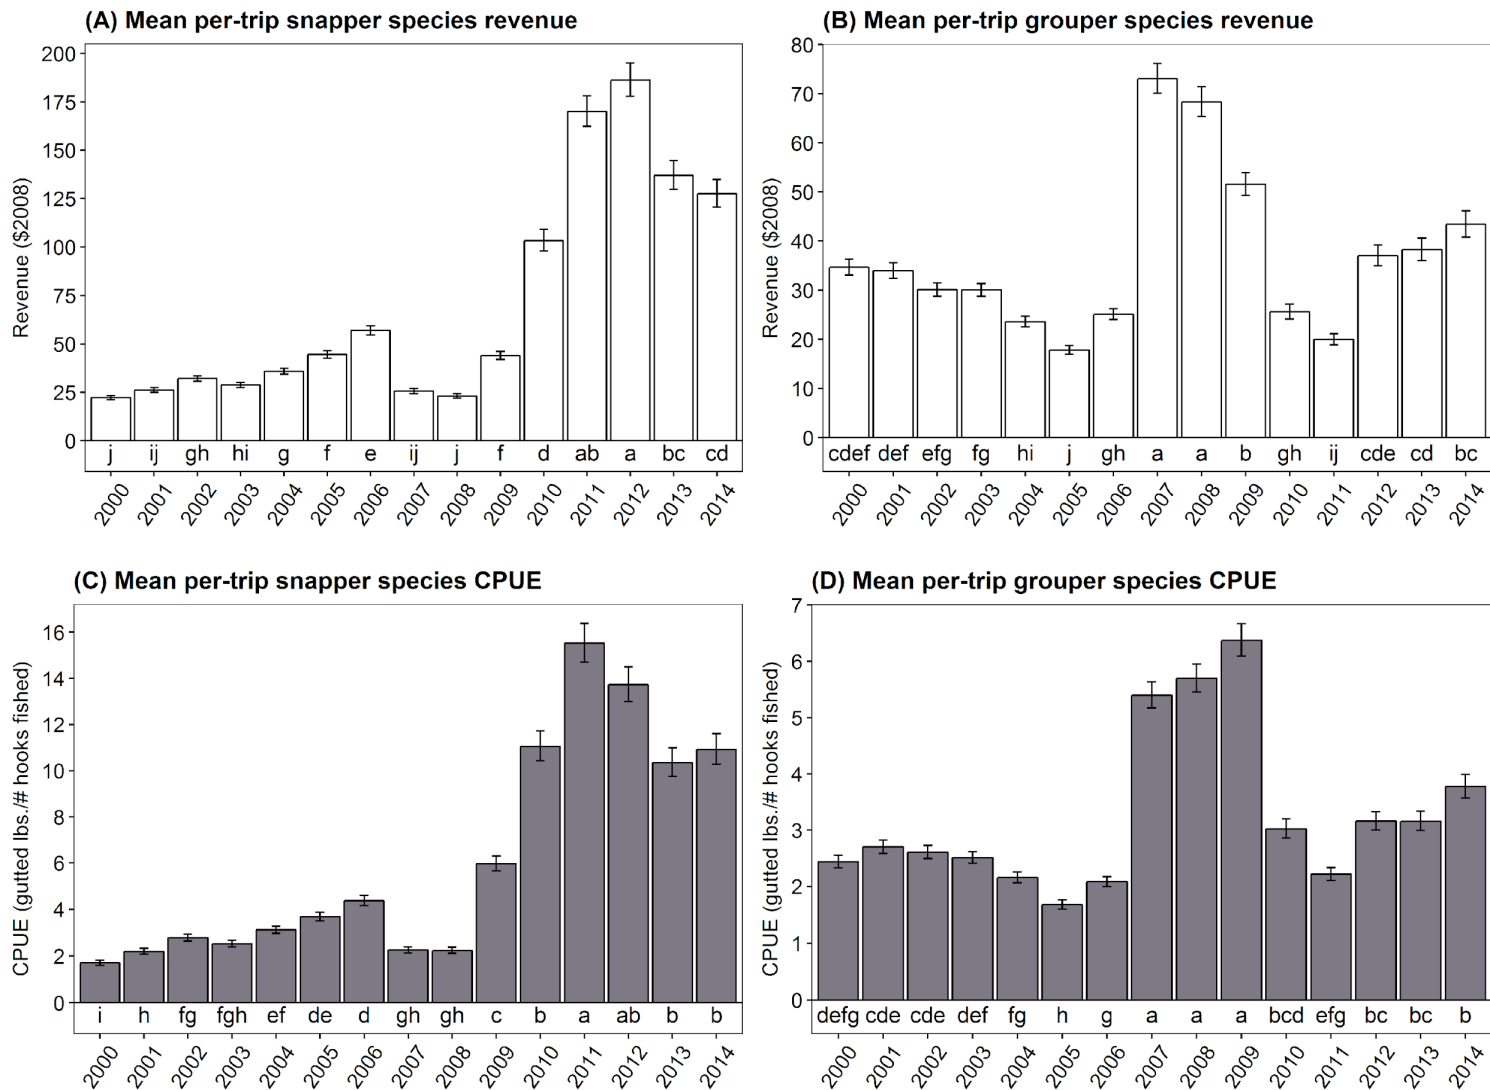 (A) Mean per-trip snapper species revenue
Revenue ($2008)
200
175
150
125
100
75
50
25
0
j ij gh hi g f e ij j f d ab a bc cd
2000 2001 2002 2003 2004 2005 2006 2007 2008 2009 2010 2011 2012 2013 2014
(B) Mean per-trip grouper species revenue
Revenue ($2008)
80
70
60
50
40
30
20
10
0
cdef def efg fg hi j gh a a b gh ij cde cd bc
2000 2001 2002 2003 2004 2005 2006 2007 2008 2009 2010 2011 2012 2013 2014
(C) Mean per-trip snapper species CPUE
CPUE (gutted lbs./# hooks fished)
16
14
12
10
8
6
4
2
0
i h fg fgh ef de d gh gh c b a ab b b
2000 2001 2002 2003 2004 2005 2006 2007 2008 2009 2010 2011 2012 2013 2014
(D) Mean per-trip grouper species CPUE
CPUE (gutted lbs./# hooks fished)
7
6
5
4
3
2
1
0
defg cde cde def fg h g a a a bcd efg bc bc b
2000 2001 2002 2003 2004 2005 2006 2007 2008 2009 2010 2011 2012 2013 2014